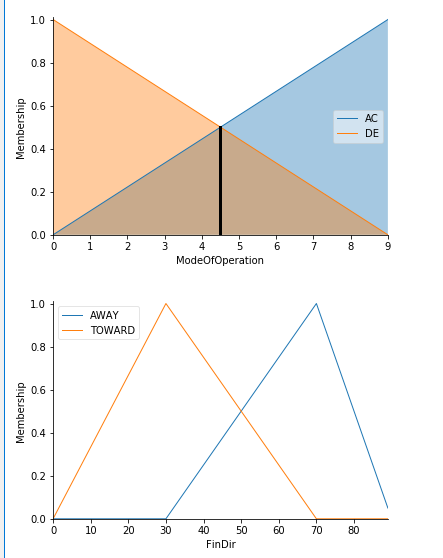 1.0
0.8
0.6
0.4
0.2
0.0
Membership
AC
DE
0 1 2 3 4 5 6 7 8 9
ModeOfOperation
1.0
0.8
0.6
0.4
0.2
0.0
Membership
AWAY
TOWARD
0 10 20 30 40 50 60 70 80
FinDir